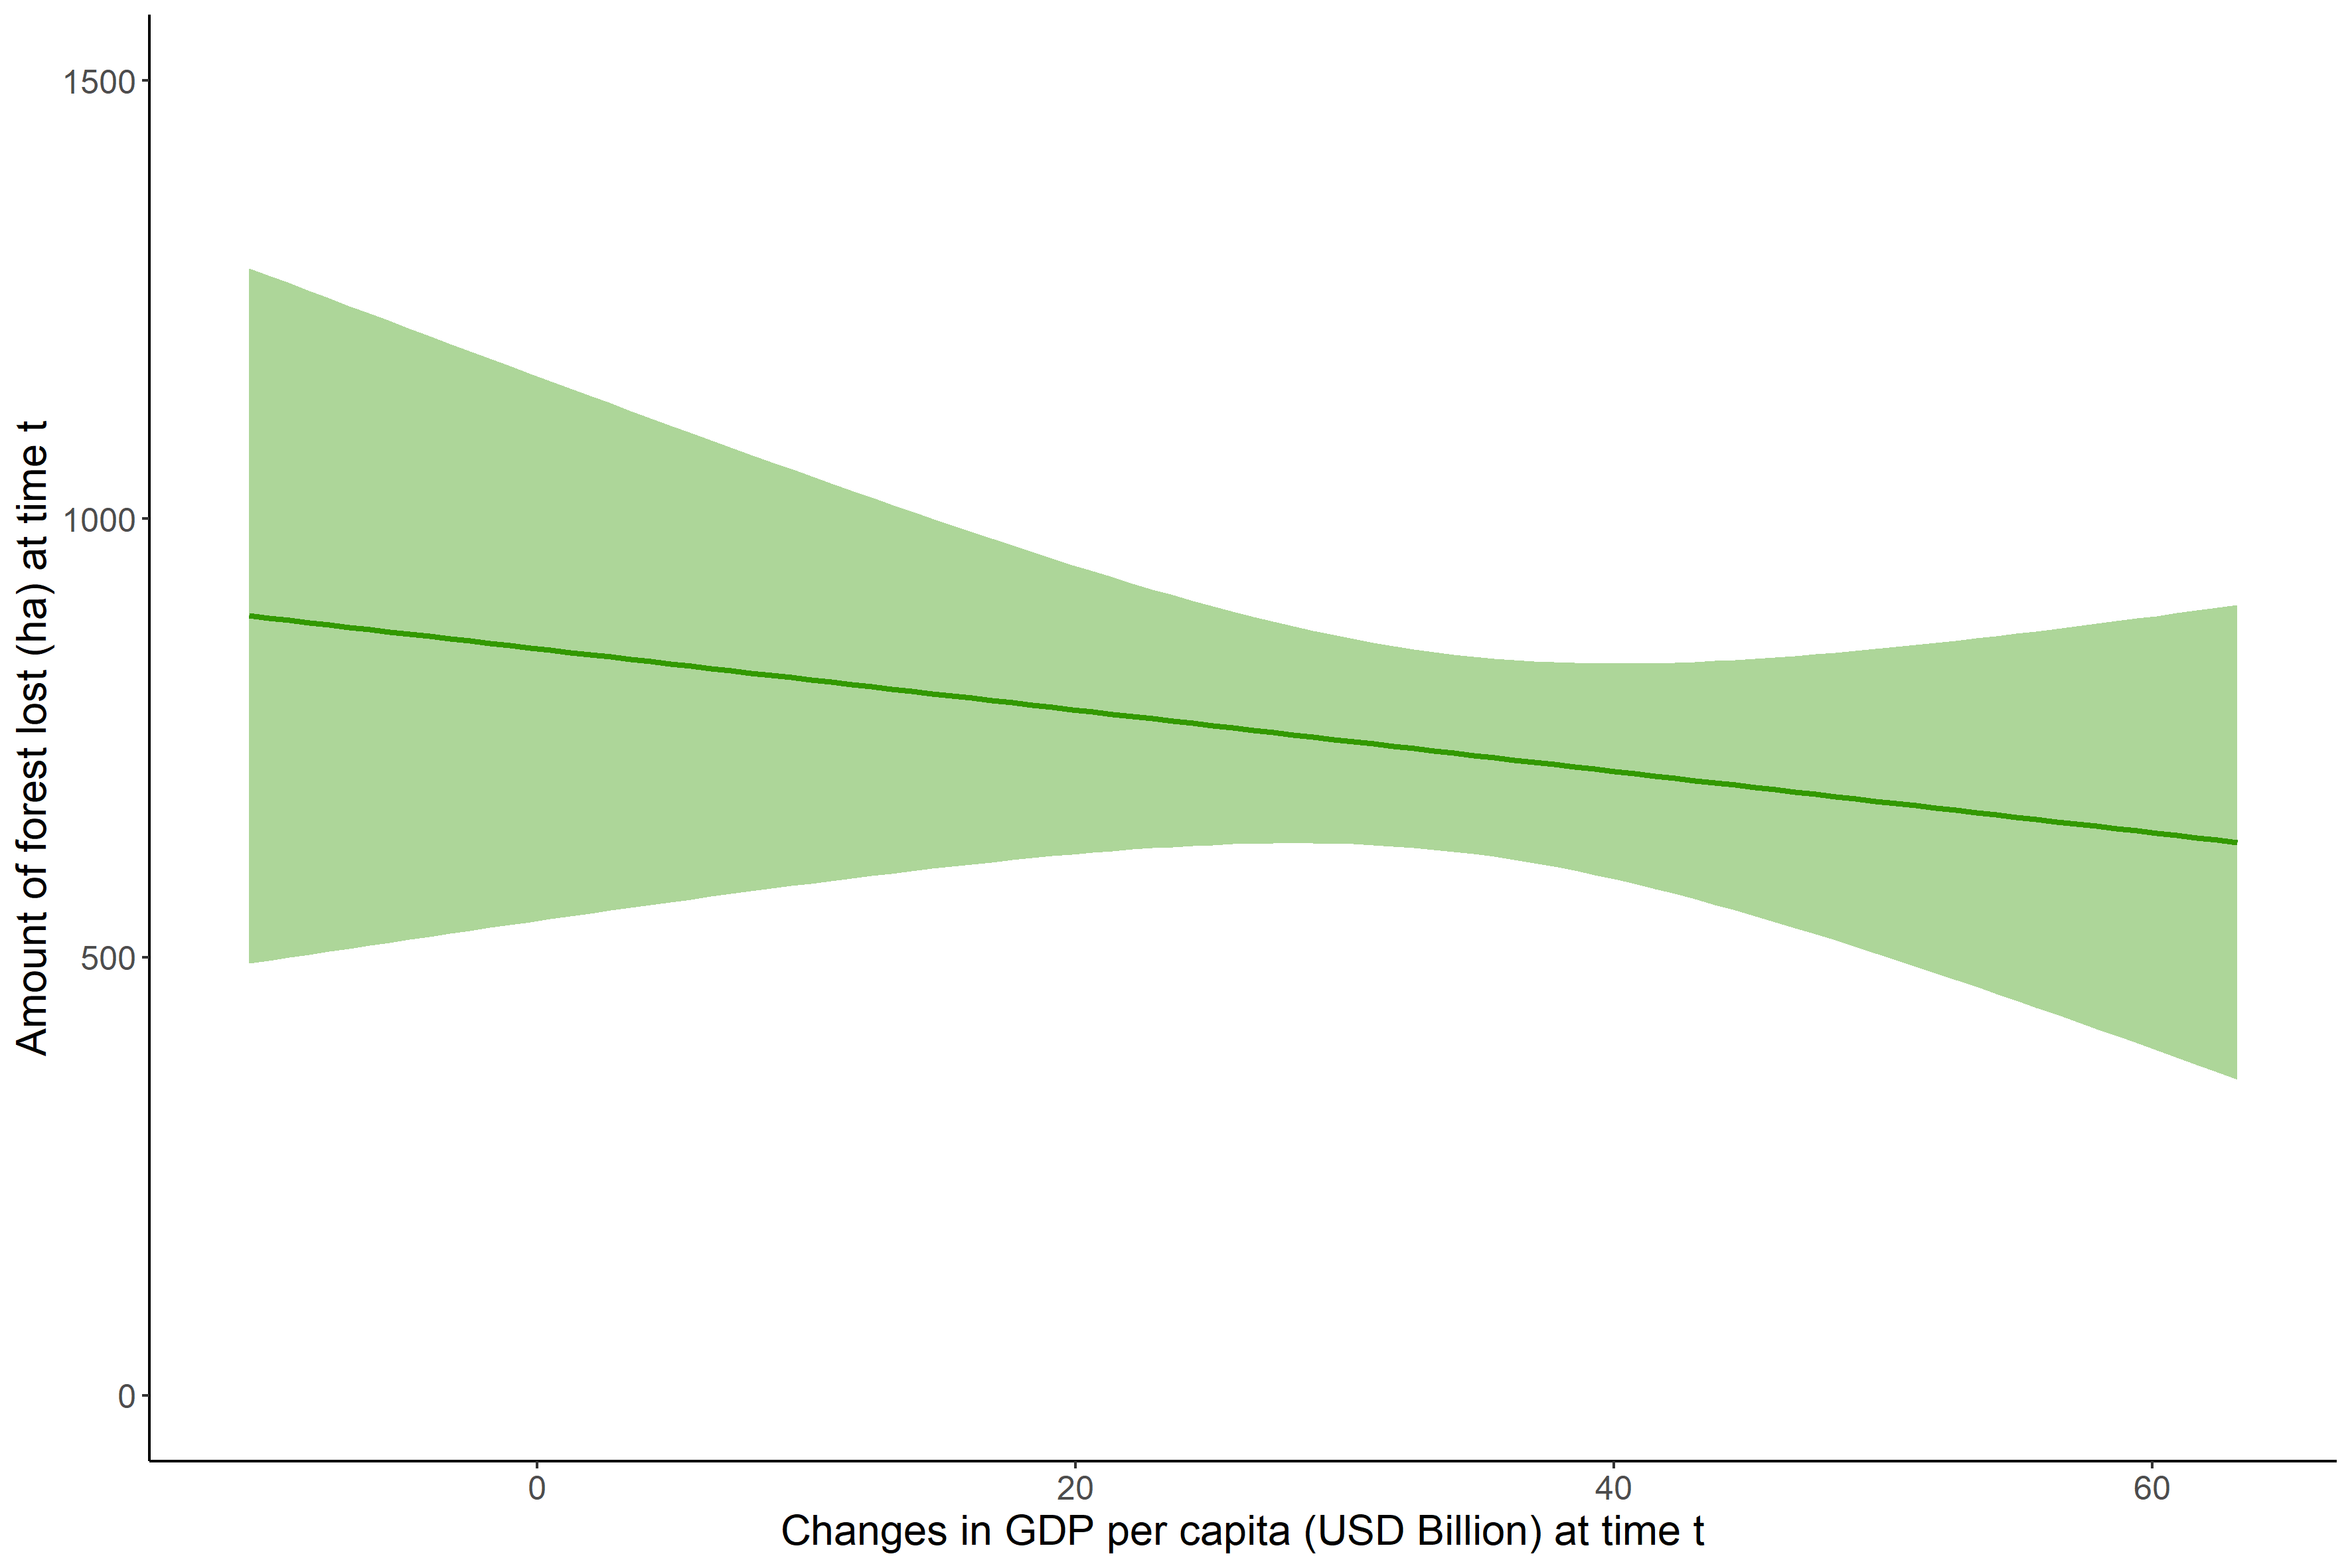 Amount of forest lost (ha) at time t
1500
1000
500
0
0 20 40 60
Changes in GDP per capita (USD Billion) at time t